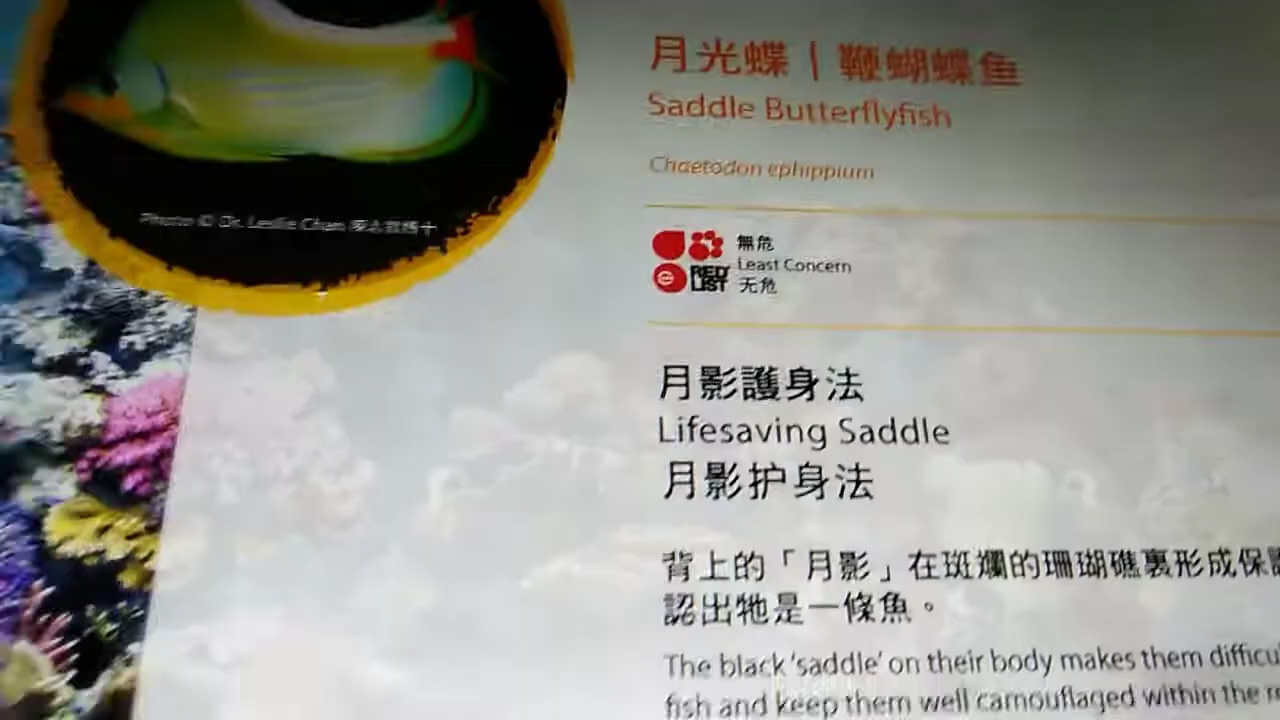 月光蝶 | 鞭蝴蝶鱼
Saddle Butterflyfish
Chaetodon ephippium
Photo © Dr. Leslie Chan
無危
RED LIST Least Concern
无危
月影護身法
Lifesaving Saddle
月影护身法
背上的「月影」在斑斕的珊瑚礁裏形成保
認出牠是一條魚。
The black 'saddle' on their body makes them
fish and keep them well camouflaged within the